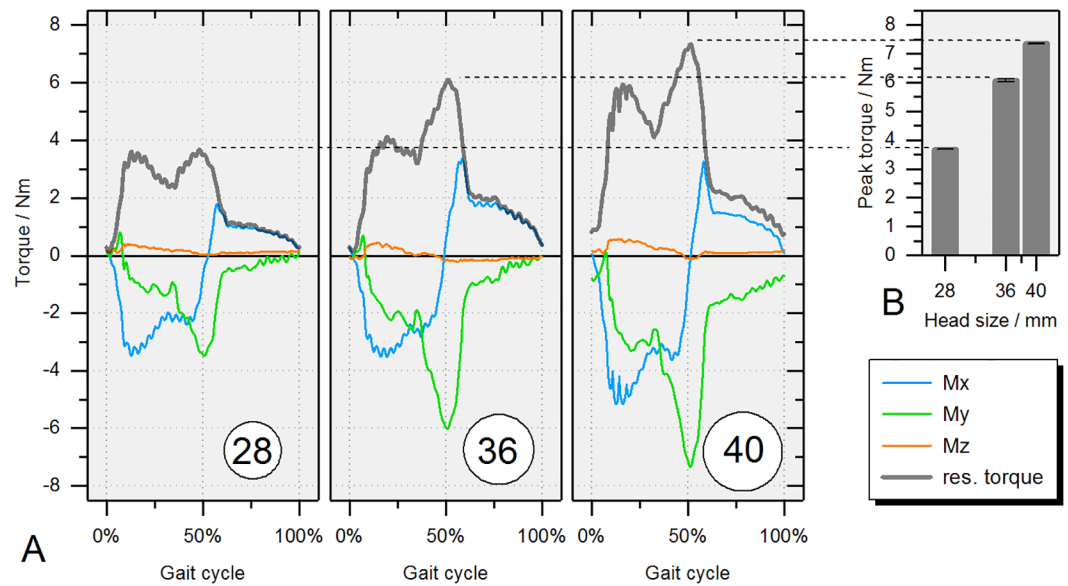 8
6
4
2
0
-2
-4
-6
-8
Torque / Nm
28
36
40
0% 50% 100%
0% 50% 100%
0% 50% 100%
Gait cycle
Gait cycle
Gait cycle
A
8
7
6
5
4
3
2
1
0
Peak torque / Nm
28 36 40
Head size / mm
B
Mx
My
Mz
res. torque